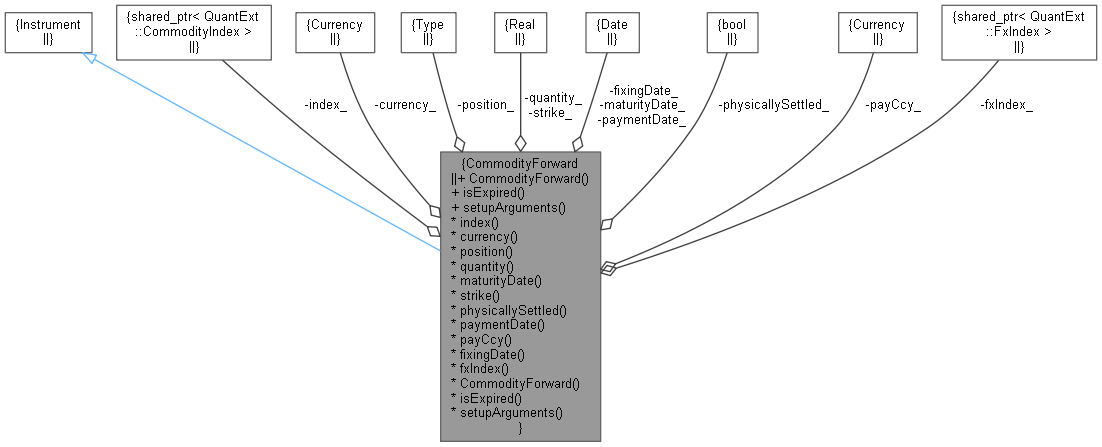 {Instrument
||}
{shared_ptr< QuantExt
::CommodityIndex >
||}
{Currency
||}
{Type
||}
{Real
||}
{Date
||}
{bool
||}
{Currency
||}
{shared_ptr< QuantExt
::FxIndex >
||}
-index_
-currency_
-position_
-quantity_
-strike_
-fixingDate_
-maturityDate_
-paymentDate_
-physicallySettled_
-payCcy_
-fxIndex_
{CommodityForward
||+ CommodityForward()
+ isExpired()
+ setupArguments()
* index()
* currency()
* position()
* quantity()
* maturityDate()
* strike()
* physicallySettled()
* paymentDate()
* payCcy()
* fixingDate()
* fxIndex()
* CommodityForward()
* isExpired()
* setupArguments()
}